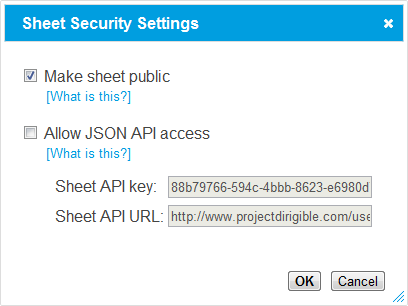 Sheet Security Settings
Make sheet public
[What is this?]
Allow JSON API access
[What is this?]
Sheet API key: 88b79766-594c-4bbb-8623-e6980d
Sheet API URL: http://www.projectdirigible.com/use
OK Cancel